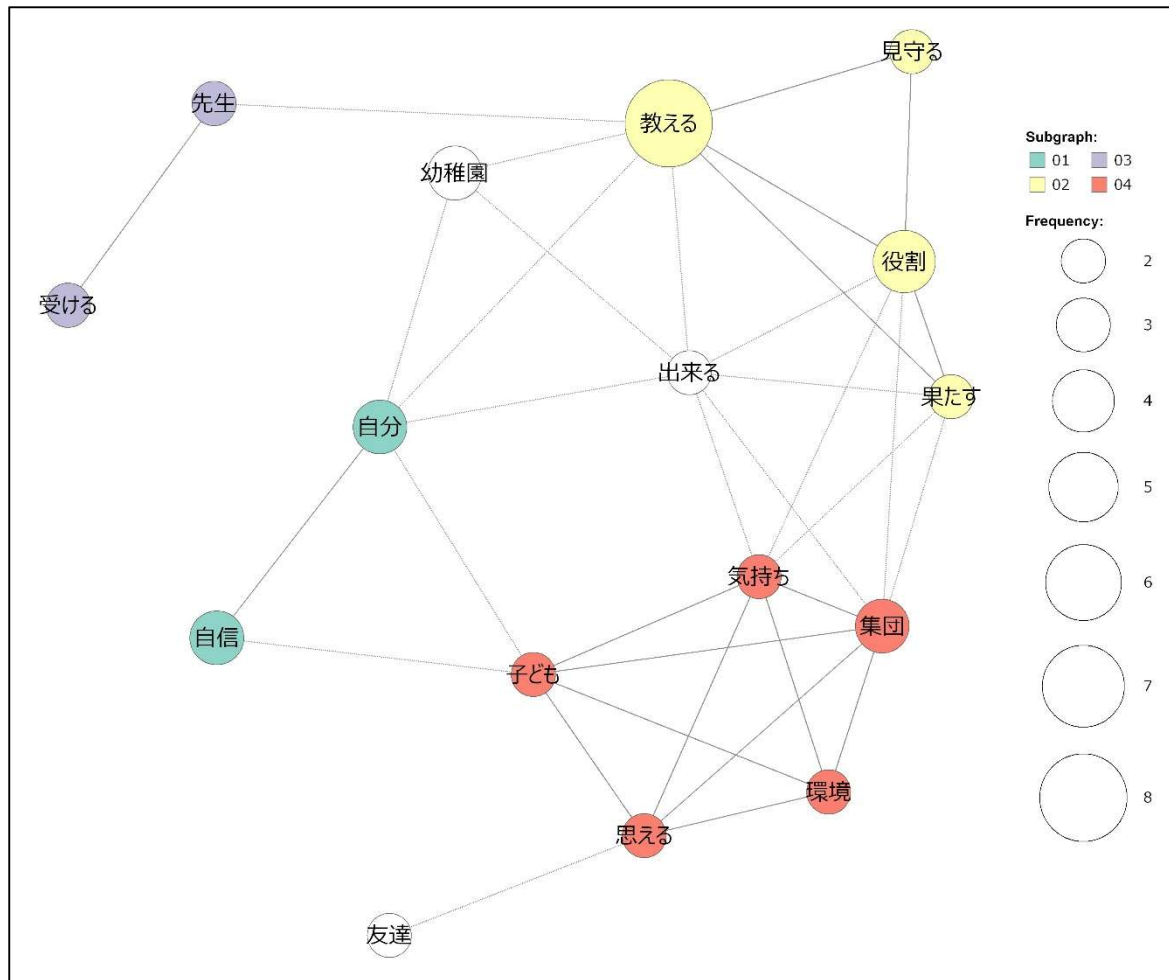 見守る
先生
教える
幼稚園
役割
受ける
出来る
果たす
自分
気持ち
集団
自信
子ども
環境
思える
友達
Subgraph:
01 03
02 04
Frequency:
2
3
4
5
6
7
8